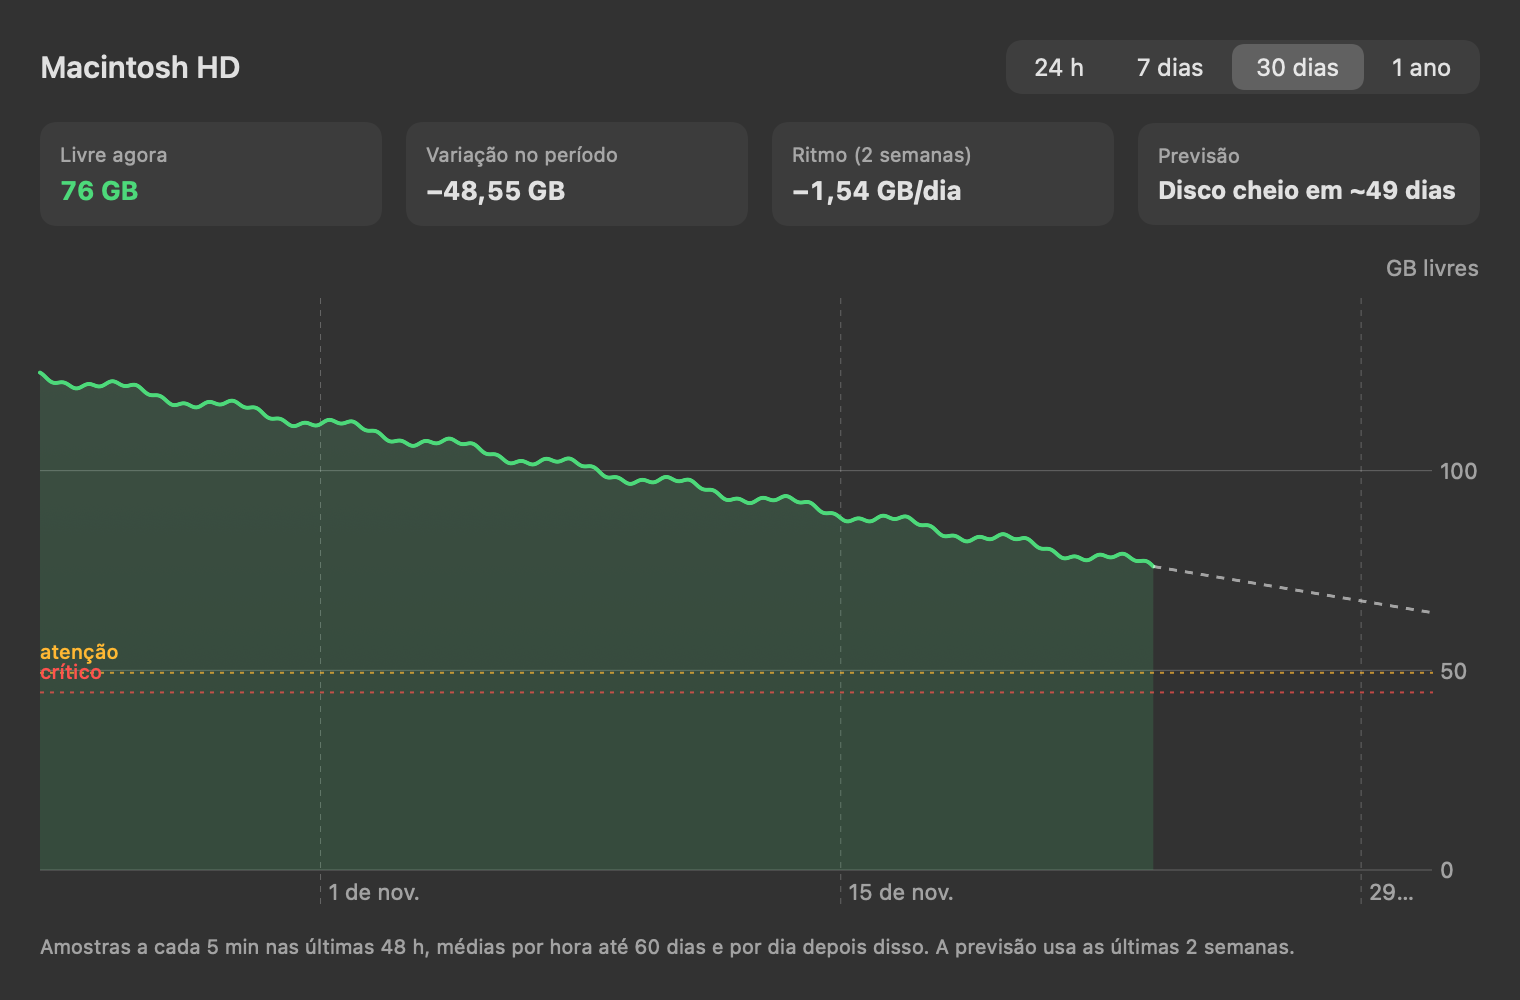 Macintosh HD
24 h
7 dias
30 dias
1 ano
Livre agora
76 GB
Variação no período
−48,55 GB
Ritmo (2 semanas)
−1,54 GB/dia
Previsão
Disco cheio em ~49 dias
GB livres
100
atenção
crítico
50
0
1 de nov.
15 de nov.
29...
Amostras a cada 5 min nas últimas 48 h, médias por hora até 60 dias e por dia depois disso. A previsão usa as últimas 2 semanas.